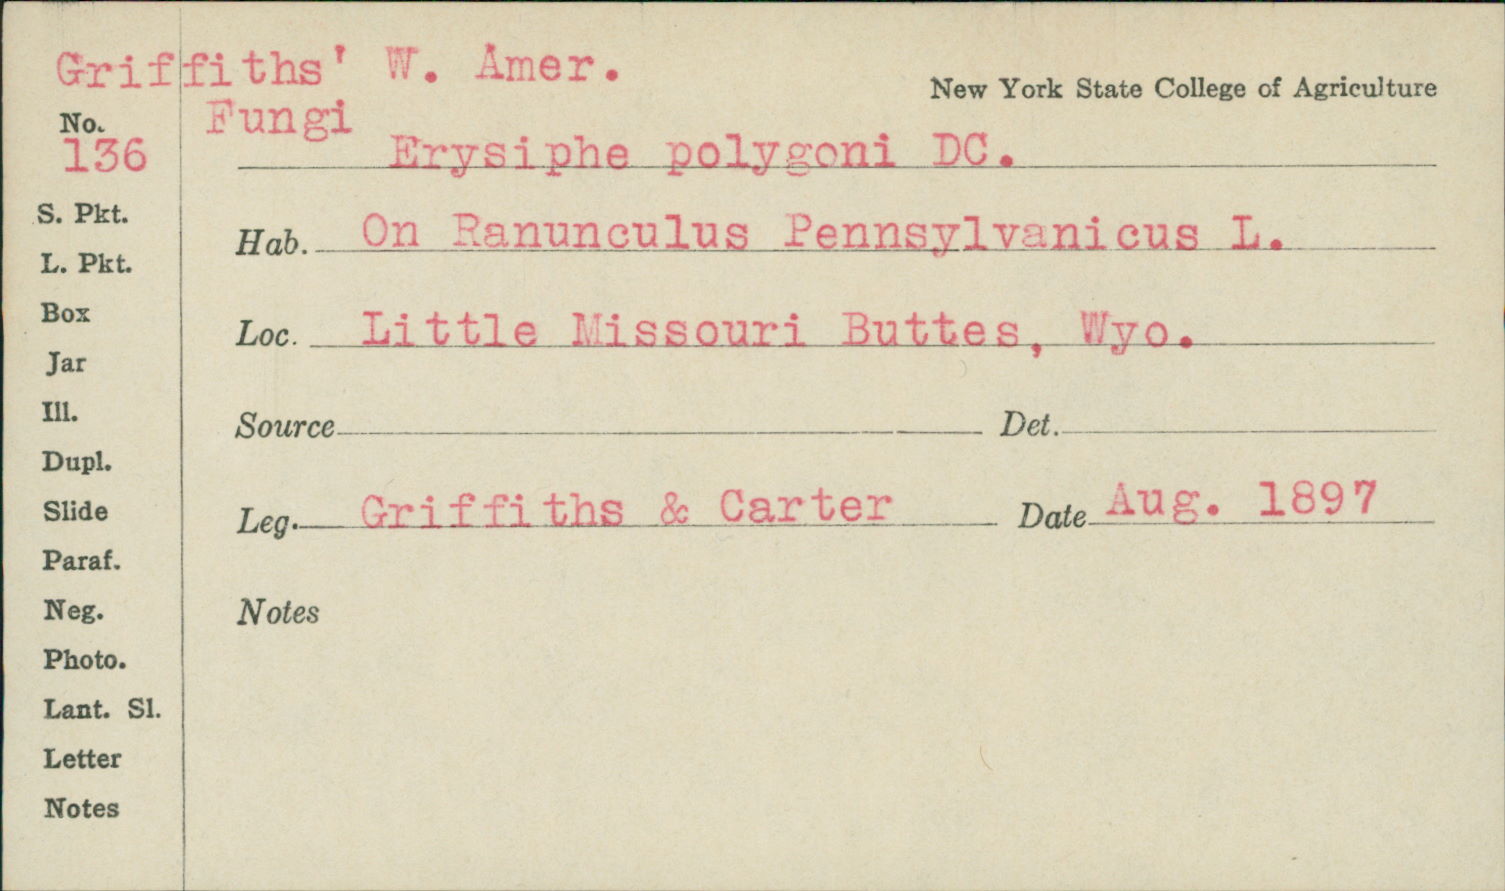 Griffiths' W. Amer.
Fungi
New York State College of Agriculture
No.
136
Erysiphe polygoni DC.
S. Pkt.
Hab. On Ranunculus Pennsylvanicus L.
L. Pkt.
Box
Loc. Little Missouri Buttes, Wyo.
Jar
Ill.
Source Det.
Dupl.
Slide
Leg. Griffiths & Carter Date Aug. 1897
Paraf.
Neg.
Notes
Photo.
Lant. Sl.
Letter
Notes